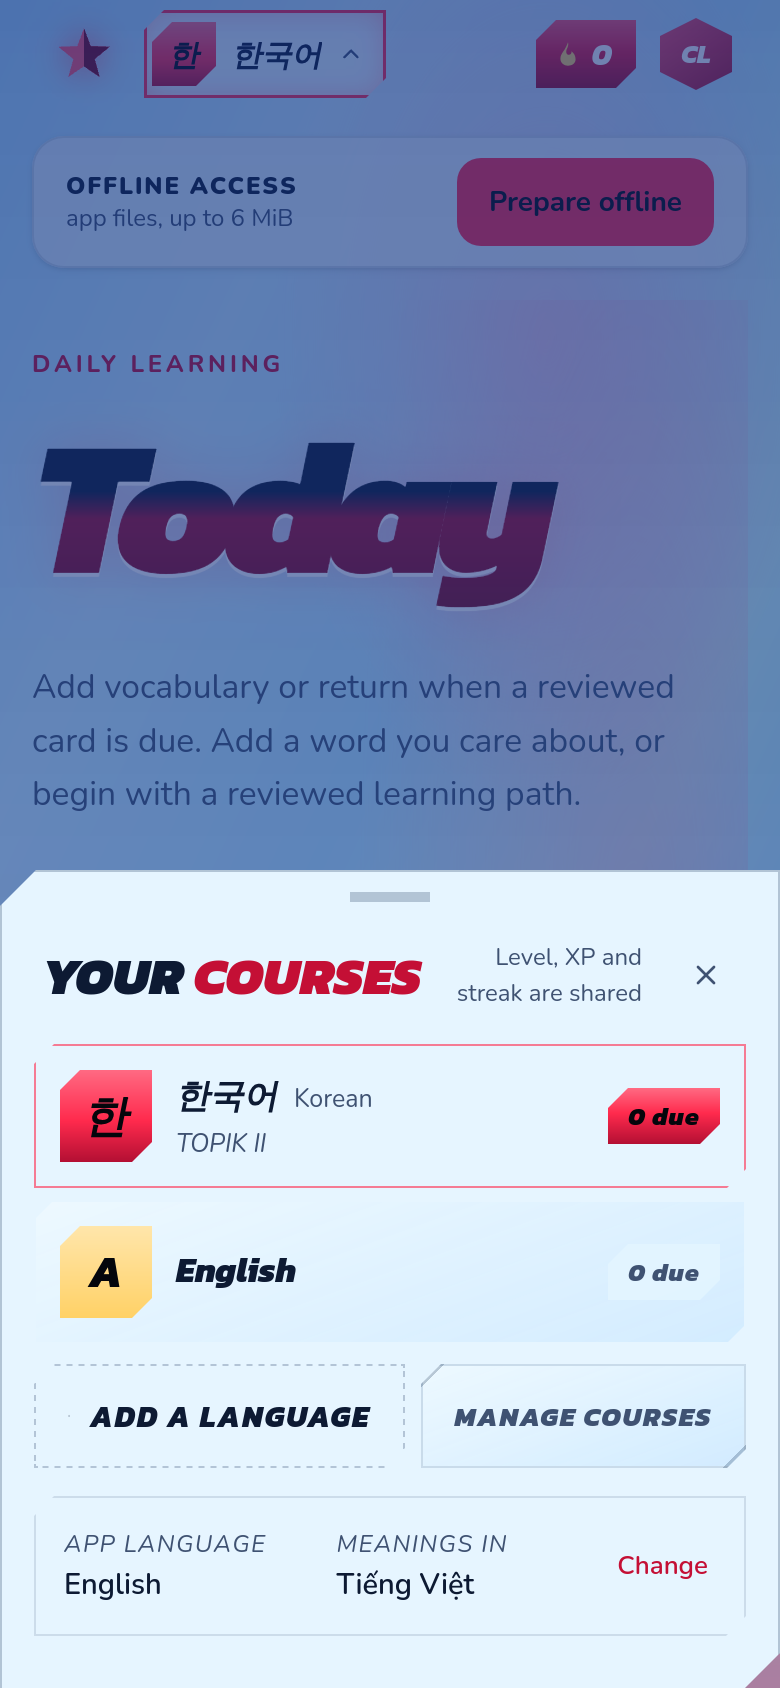 한 한국어 0 CL
OFFLINE ACCESS
app files, up to 6 MiB
Prepare offline
DAILY LEARNING
Today
Add vocabulary or return when a reviewed
card is due. Add a word you care about, or
begin with a reviewed learning path.
YOUR COURSES
Level, XP and
streak are shared
한 한국어 Korean
TOPIK II
0 due
A English 0 due
ADD A LANGUAGE
MANAGE COURSES
APP LANGUAGE
English
MEANINGS IN
Tiếng Việt
Change